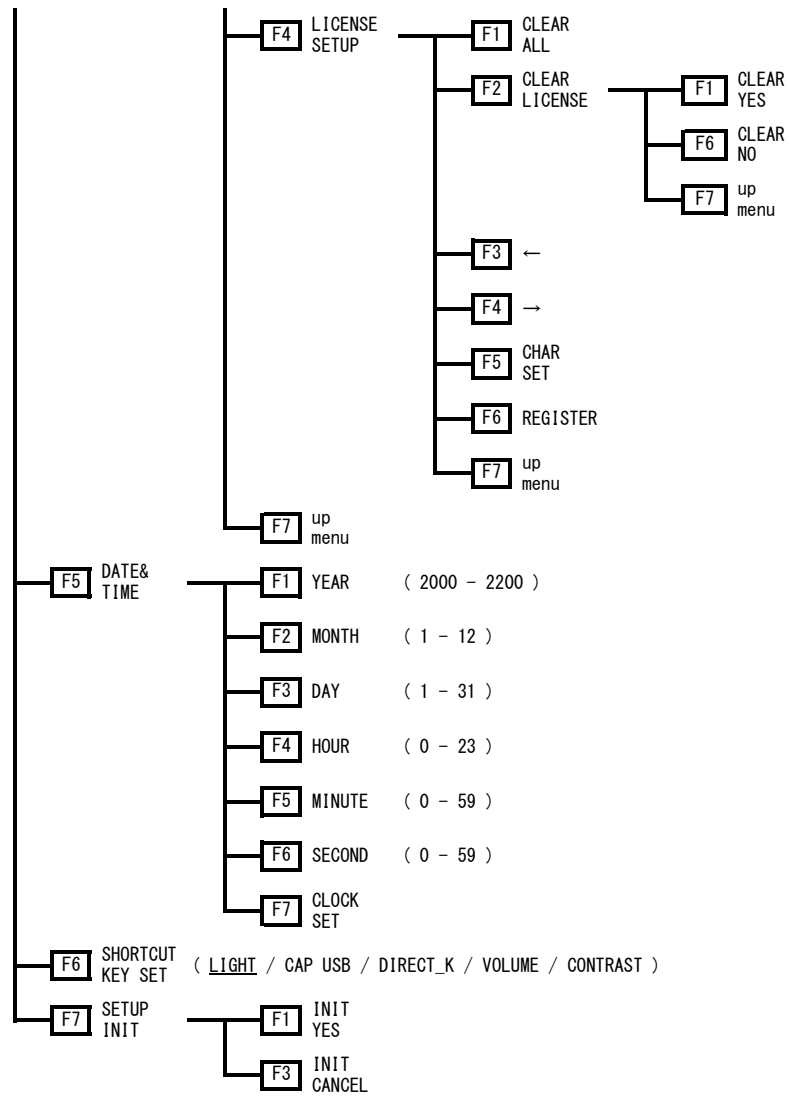 F4 LICENSE SETUP F1 CLEAR ALL
F2 CLEAR LICENSE F1 CLEAR YES
F6 CLEAR NO
F7 up menu
F3 ←
F4 →
F5 CHAR SET
F6 REGISTER
F7 up menu
F7 up menu
F5 DATE& TIME F1 YEAR ( 2000 - 2200 )
F2 MONTH ( 1 - 12 )
F3 DAY ( 1 - 31 )
F4 HOUR ( 0 - 23 )
F5 MINUTE ( 0 - 59 )
F6 SECOND ( 0 - 59 )
F7 CLOCK SET
F6 SHORTCUT KEY SET ( LIGHT / CAP USB / DIRECT_K / VOLUME / CONTRAST )
F7 SETUP INIT F1 INIT YES
F3 INIT CANCEL